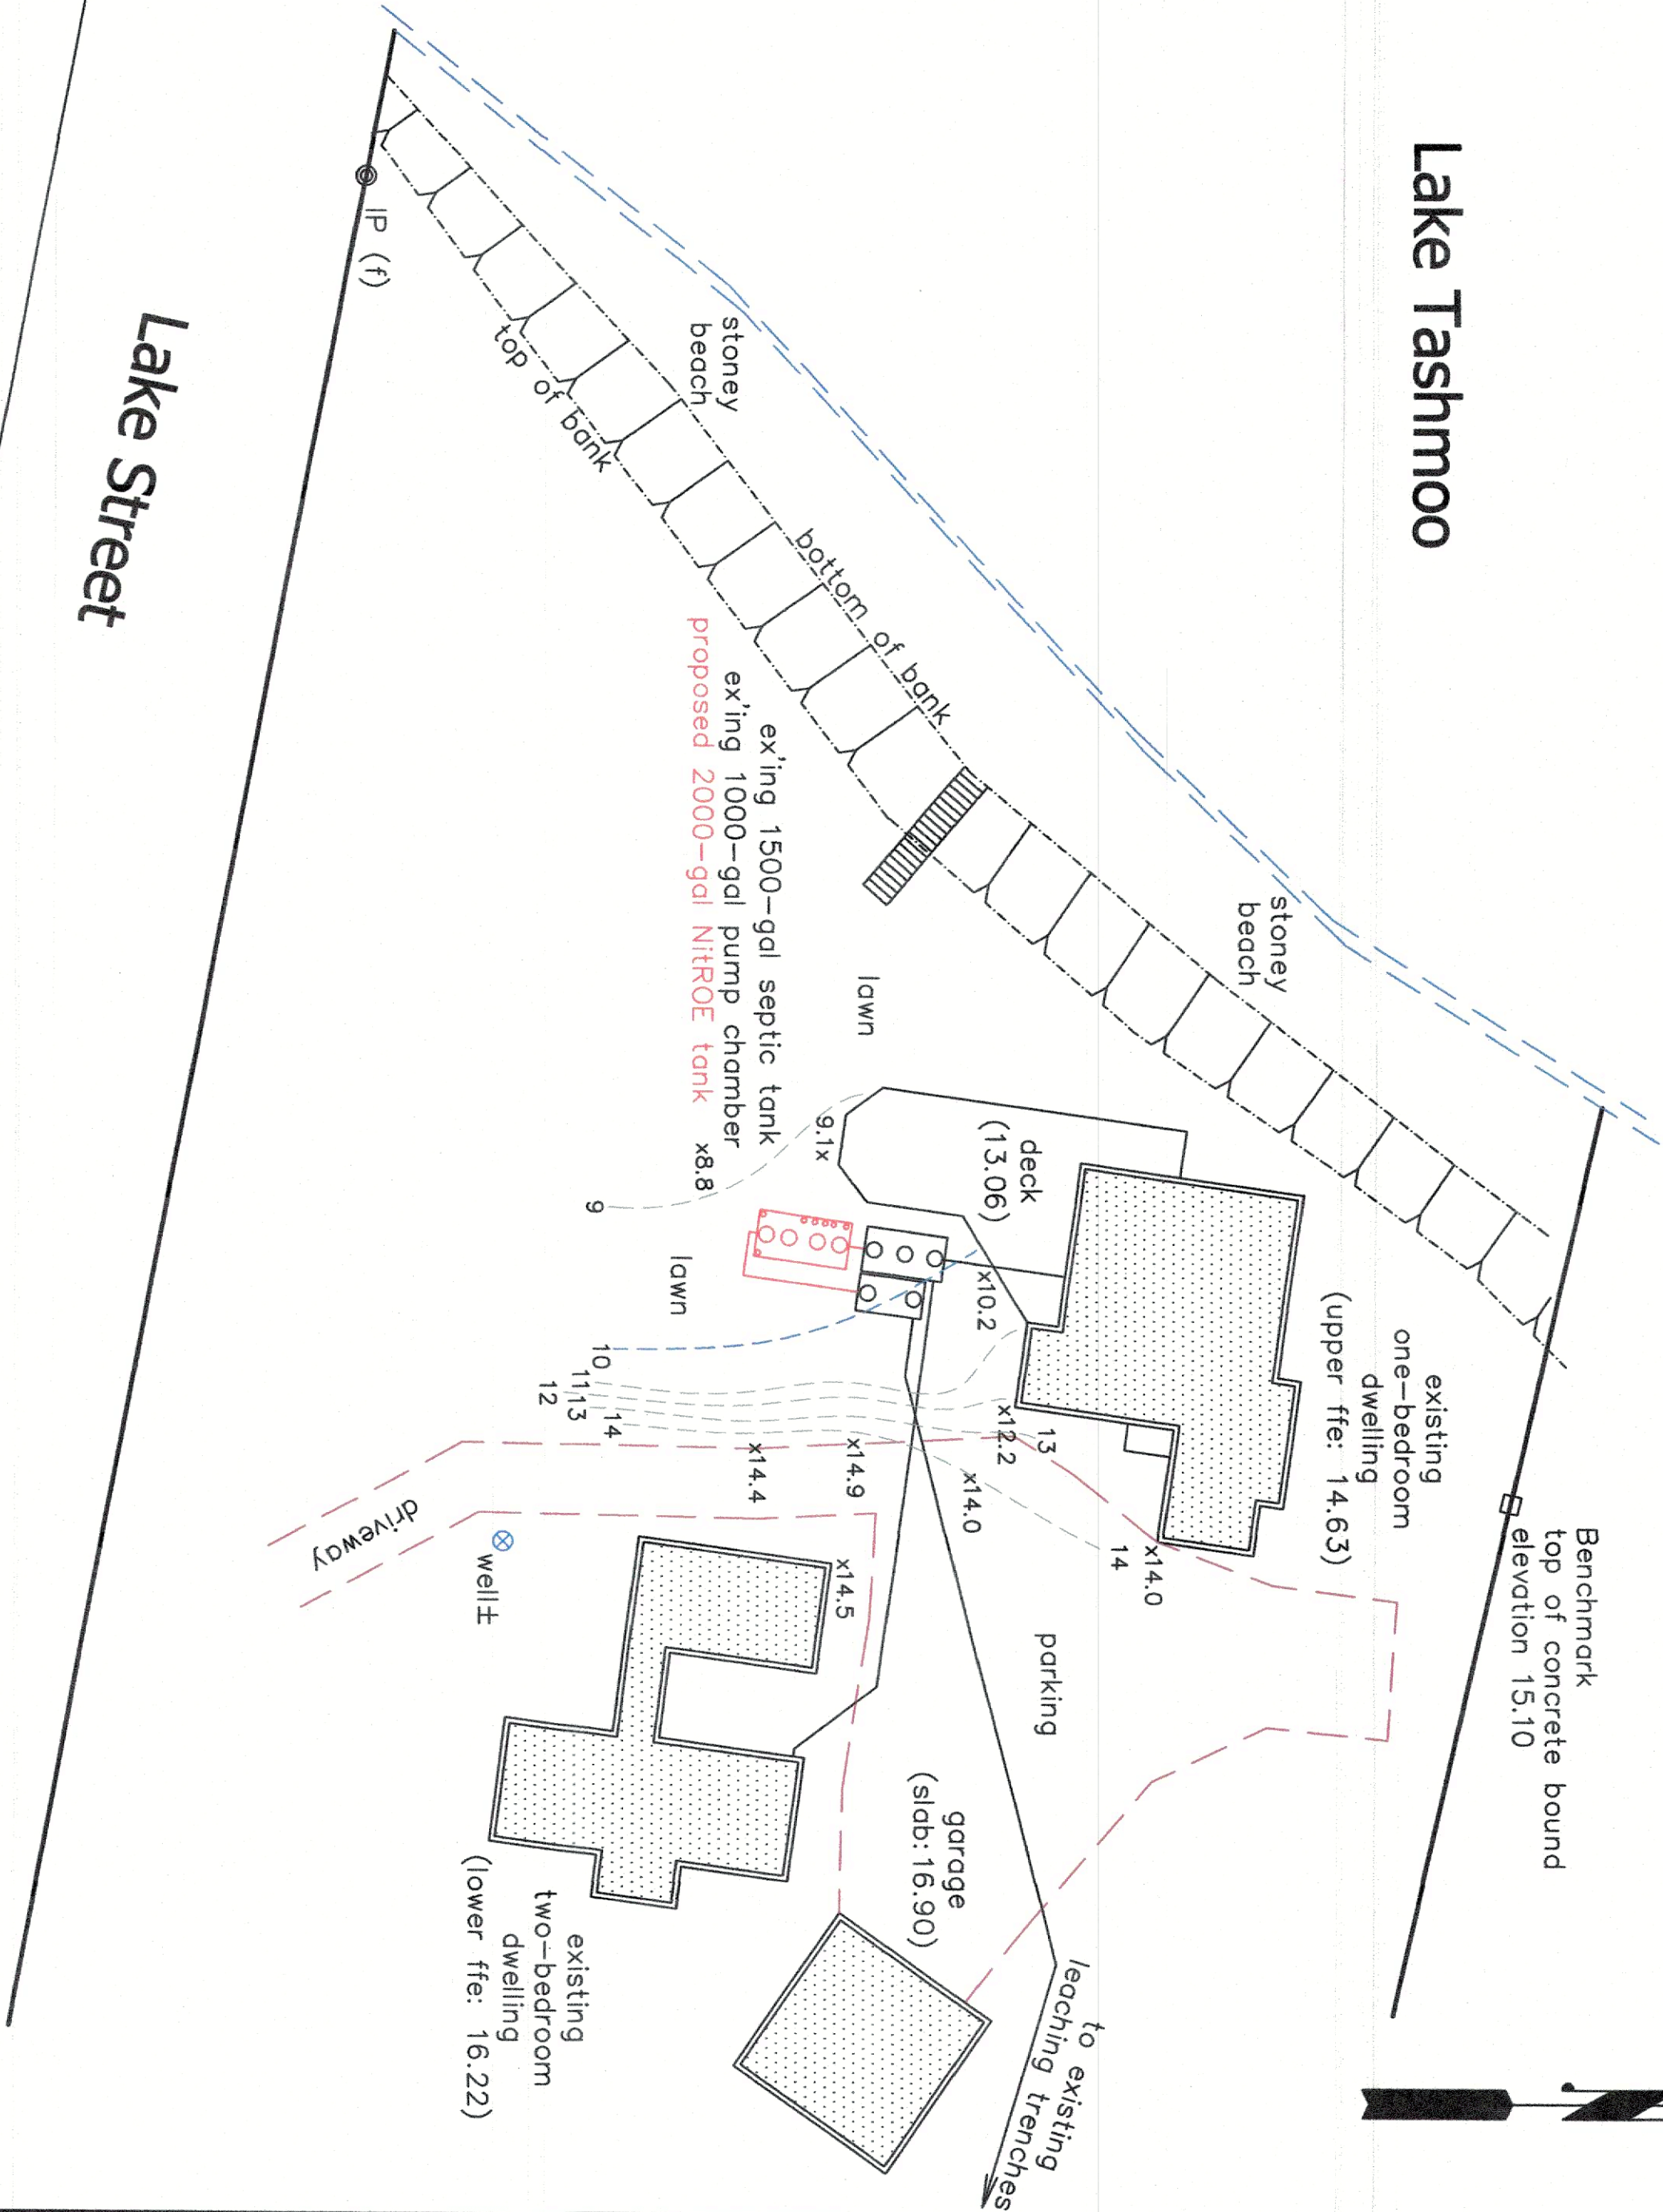 Lake Tashmoo
Benchmark
top of concrete bound
elevation 15.10
existing
one-bedroom
dwelling
(upper ffe: 14.63)
stoney
beach
stoney
beach
bottom of bank
top of bank
IP (f)
Lake Street
deck
(13.06)
lawn
ex'ing 1500-gal septic tank
ex'ing 1000-gal pump chamber
proposed 2000-gal NitROE tank
x8.8
9.1x
9
lawn
x10.2
10
11
12
13
14
x12.2
13
x14.0
14
x14.0
x14.9
x14.4
x14.5
driveway
well±
parking
garage
(slab: 16.90)
to existing
leaching trenches
existing
two-bedroom
dwelling
(lower ffe: 16.22)
N